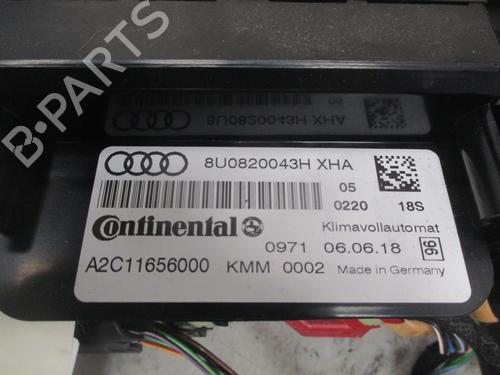 B-PARTS
8U0820043H XHA
05
8U0820043H XHA
05
0220 18S
Continental
Klimavollautomat
0971 06.06.18 96
A2C11656000 KMM 0002 Made in Germany